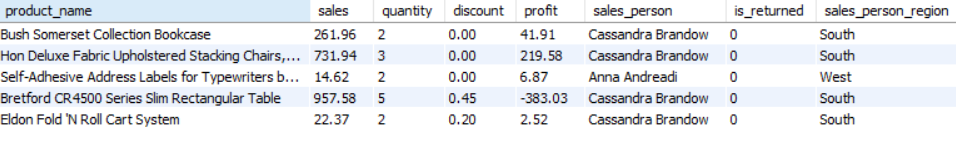 product_name sales quantity discount profit sales_person is_returned sales_person_region
Bush Somerset Collection Bookcase 261.96 2 0.00 41.91 Cassandra Brandow 0 South
Hon Deluxe Fabric Upholstered Stacking Chairs,... 731.94 3 0.00 219.58 Cassandra Brandow 0 South
Self-Adhesive Address Labels for Typewriters b... 14.62 2 0.00 6.87 Anna Andreadi 0 West
Bretford CR4500 Series Slim Rectangular Table 957.58 5 0.45 -383.03 Cassandra Brandow 0 South
Eldon Fold 'N Roll Cart System 22.37 2 0.20 2.52 Cassandra Brandow 0 South